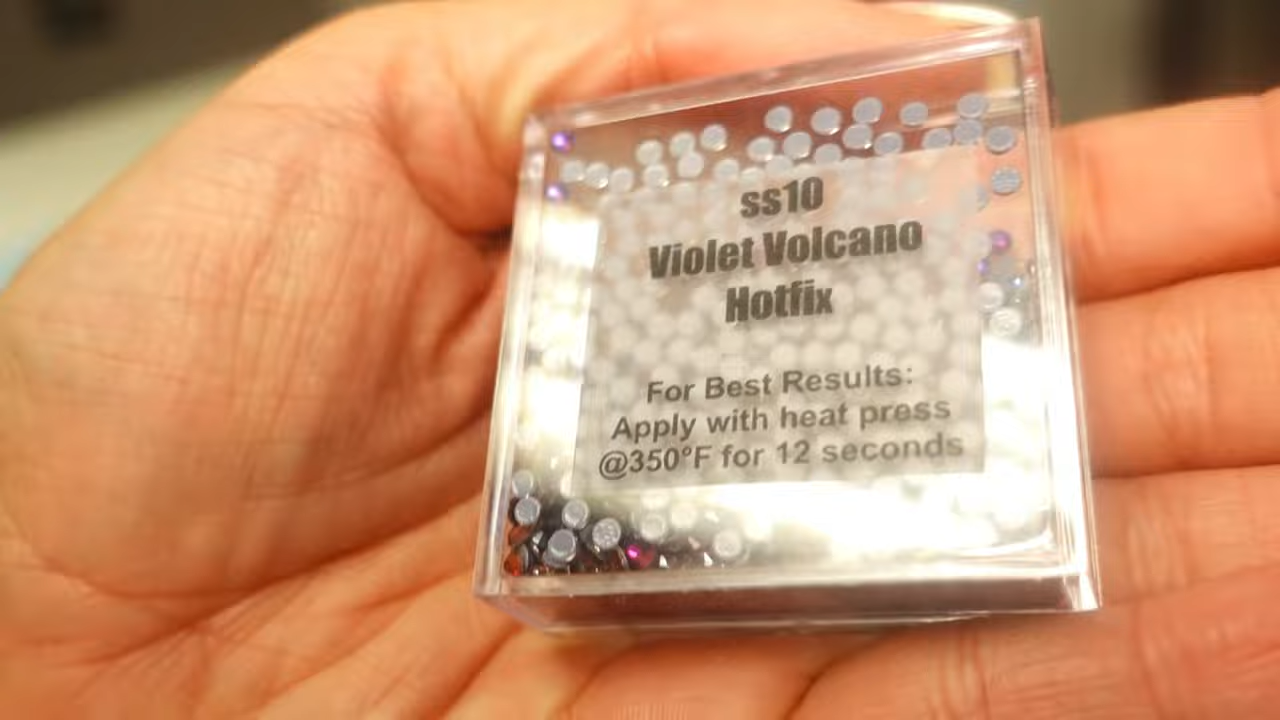 ss10
Violet Volcano
Hotfix
For Best Results:
Apply with heat press
@350°F for 12 seconds